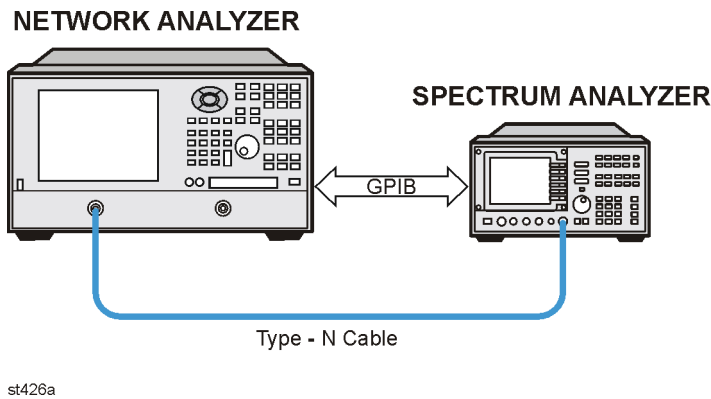 NETWORK ANALYZER
SPECTRUM ANALYZER
GPIB
Type - N Cable
st426a